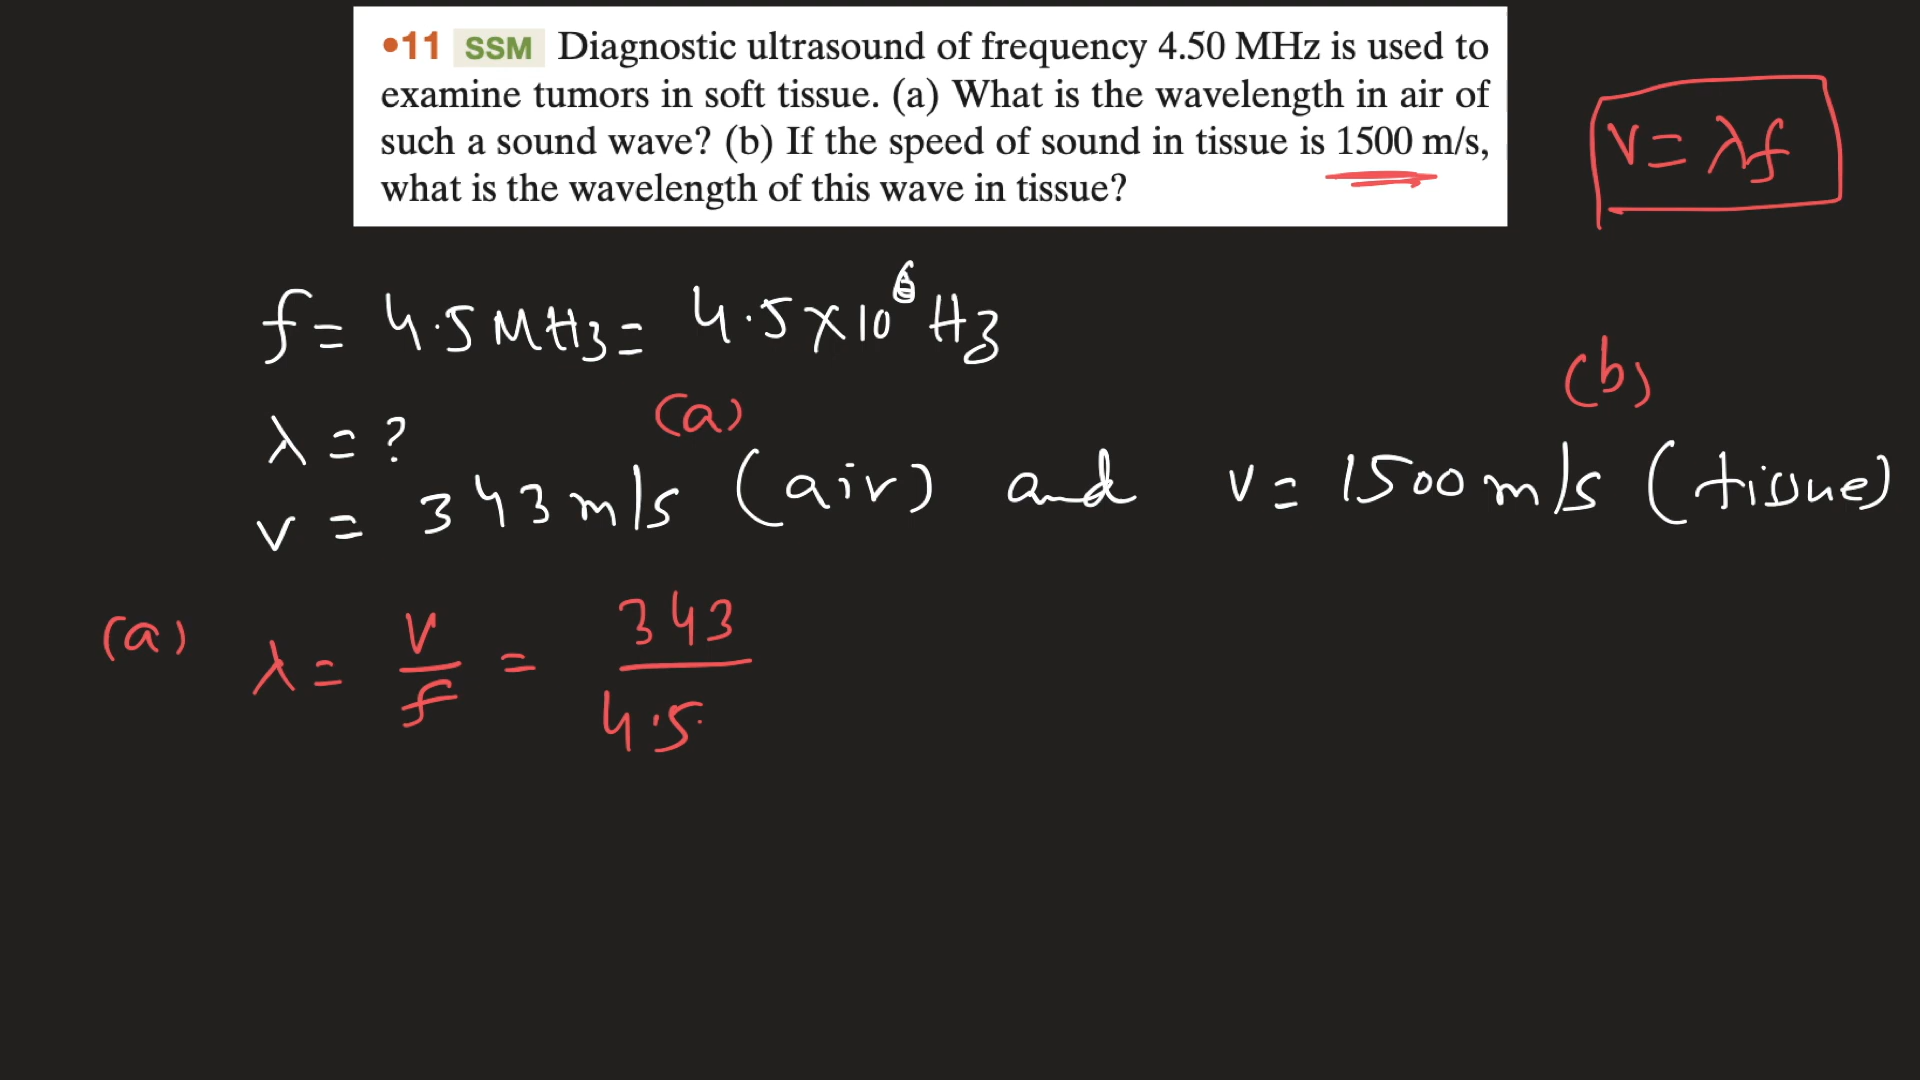 •11 SSM Diagnostic ultrasound of frequency 4.50 MHz is used to
examine tumors in soft tissue. (a) What is the wavelength in air of
such a sound wave? (b) If the speed of sound in tissue is 1500 m/s,
what is the wavelength of this wave in tissue?
v = λf
f = 4.5 MHz = 4.5 × 10⁶ Hz
λ = ?
(a)
(b)
v = 343 m/s (air) and v = 1500 m/s (tissue)
(a) λ = v/f = 343/4.5